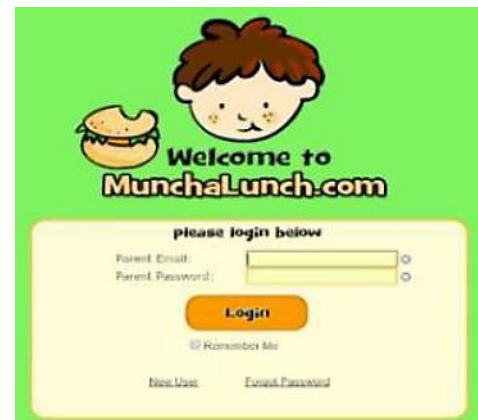 Welcome to
MunchaLunch.com
please login below
Parent Email:
Parent Password:
Login
Remember Me
New User Forgot Password